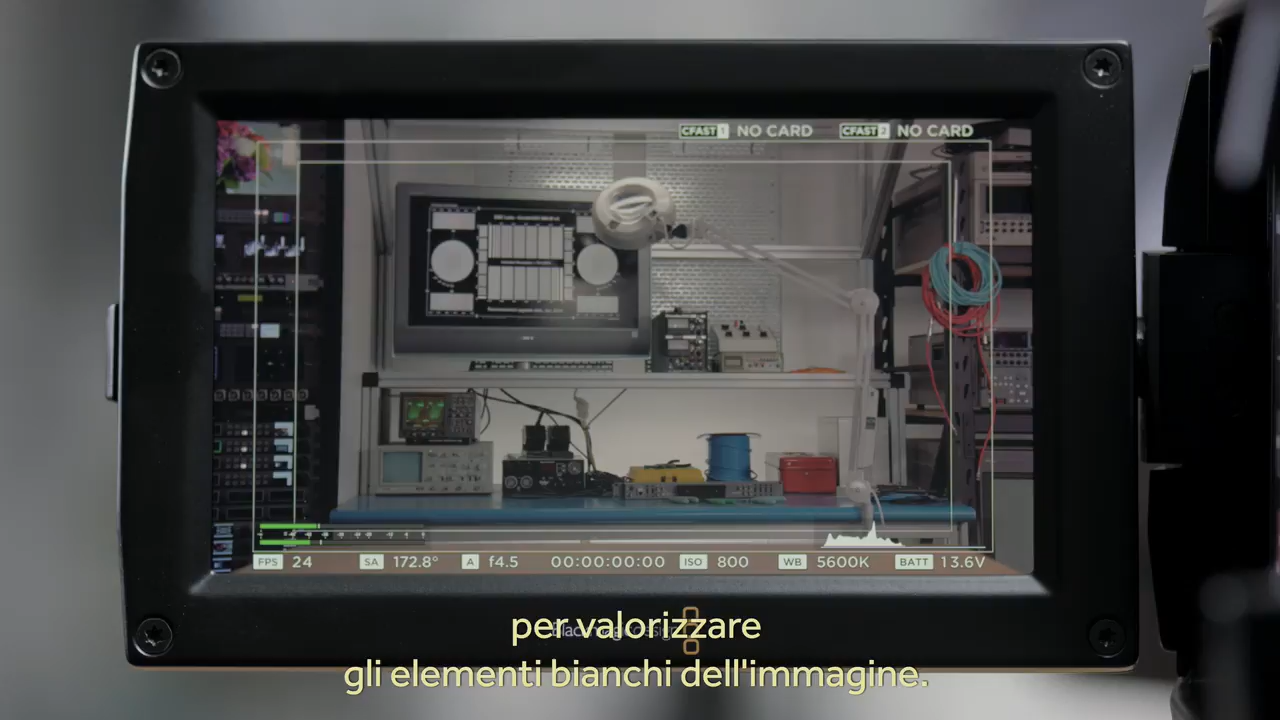 CFAST 1 NO CARD CFAST 2 NO CARD
FPS 24 SA 172.8° A f4.5 00:00:00:00 ISO 800 WB 5600K BATT 13.6V
per valorizzare
gli elementi bianchi dell'immagine.